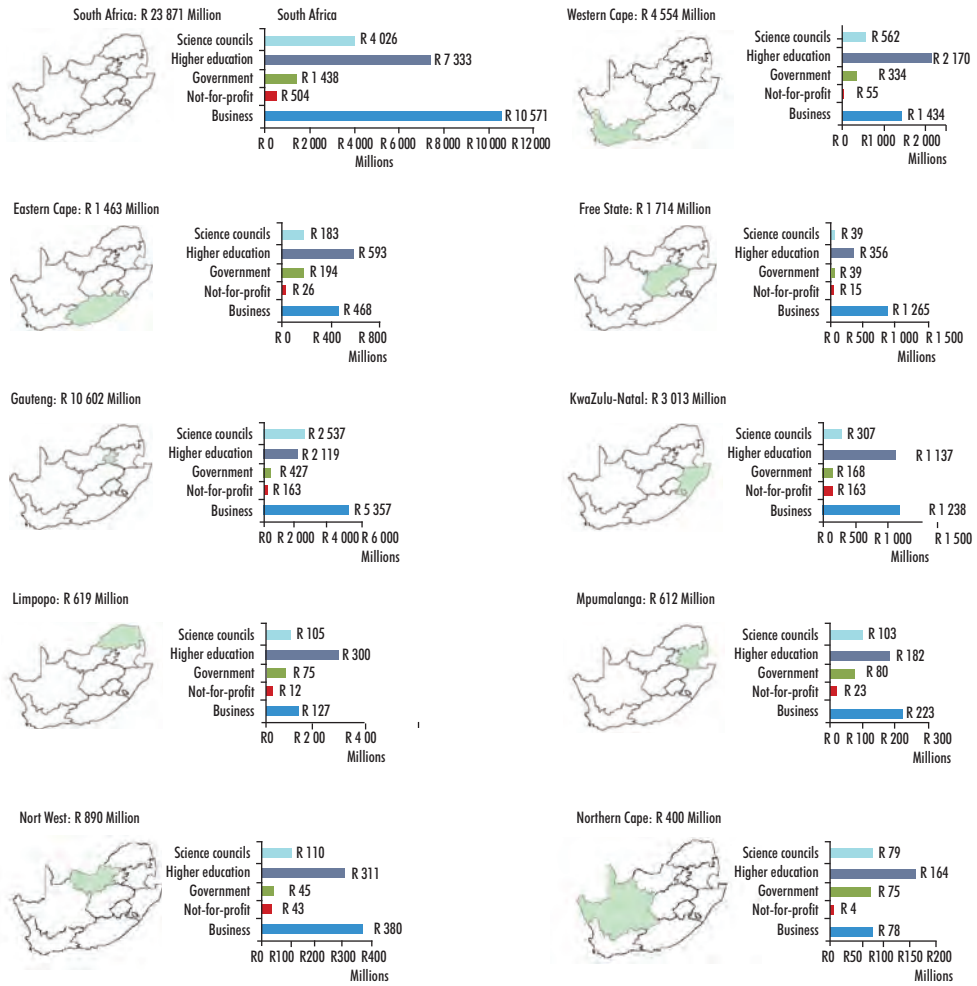 South Africa: R 23 871 Million
South Africa
Science councils R 4 026
Higher education R 7 333
Government R 1 438
Not-for-profit R 504
Business R 10 571
R 0 R 2 000 R 4 000 R 6 000 R 8 000 R 10 000 R 12 000
Millions
Western Cape: R 4 554 Million
Science councils R 562
Higher education R 2 170
Government R 334
Not-for-profit R 55
Business R 1 434
R 0 R1 000 R 2 000
Millions
Eastern Cape: R 1 463 Million
Science councils R 183
Higher education R 593
Government R 194
Not-for-profit R 26
Business R 468
R 0 R 400 R 800
Millions
Free State: R 1 714 Million
Science councils R 39
Higher education R 356
Government R 39
Not-for-profit R 15
Business R 1 265
R 0 R 500 R 1 000 R 1 500
Millions
Gauteng: R 10 602 Million
Science councils R 2 537
Higher education R 2 119
Government R 427
Not-for-profit R 163
Business R 5 357
R 0 R 2 000 R 4 000 R 6 000
Millions
KwaZulu-Natal: R 3 013 Million
Science councils R 307
Higher education R 1 137
Government R 168
Not-for-profit R 163
Business R 1 238
R 0 R 500 R 1 000 R 1 500
Millions
Limpopo: R 619 Million
Science councils R 105
Higher education R 300
Government R 75
Not-for-profit R 12
Business R 127
R0 R 2 00 R 4 00
Millions
Mpumalanga: R 612 Million
Science councils R 103
Higher education R 182
Government R 80
Not-for-profit R 23
Business R 223
R 0 R 100 R 200 R 300
Millions
Nort West: R 890 Million
Science councils R 110
Higher education R 311
Government R 45
Not-for-profit R 43
Business R 380
R0 R100 R300 R400
Millions
Northern Cape: R 400 Million
Science councils R 79
Higher education R 164
Government R 75
Not-for-profit R 4
Business R 78
R0 R50 R100 R150 R200
Millions